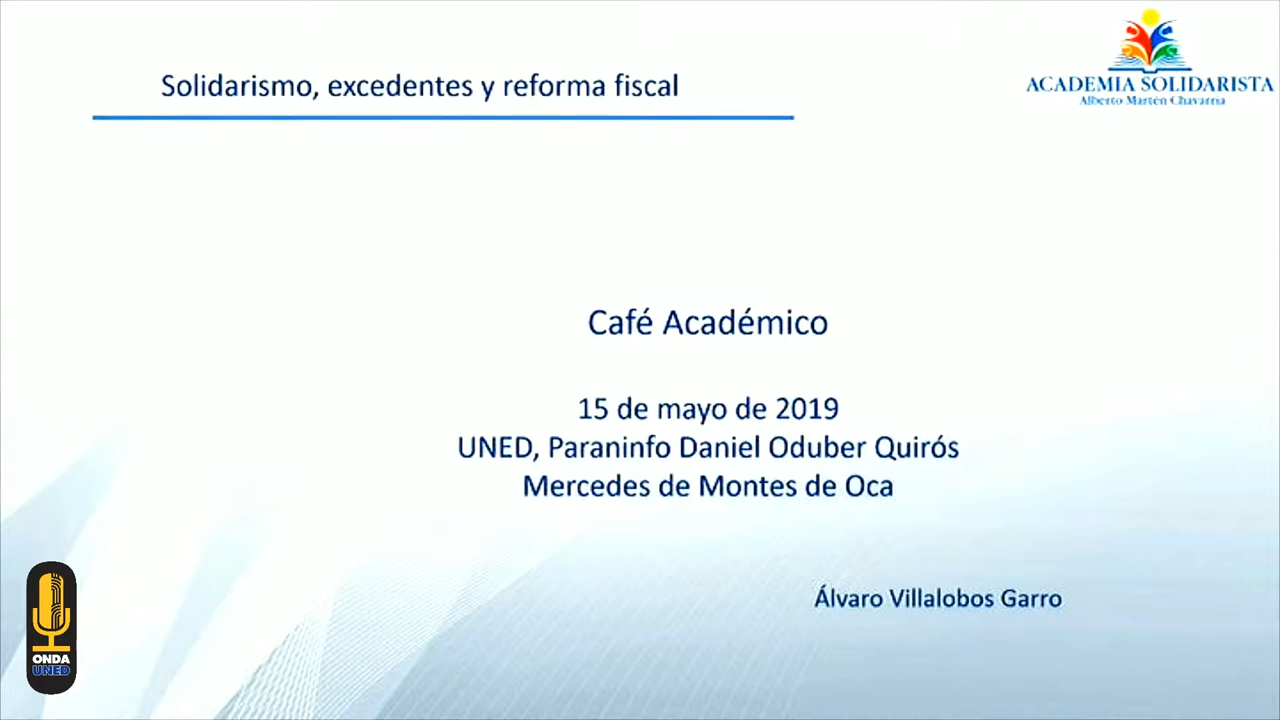 Solidarismo, excedentes y reforma fiscal
ACADEMIA SOLIDARISTA
Alberto Martén Chavarría
Café Académico
15 de mayo de 2019
UNED, Paraninfo Daniel Oduber Quirós
Mercedes de Montes de Oca
Álvaro Villalobos Garro
ONDA
UNED